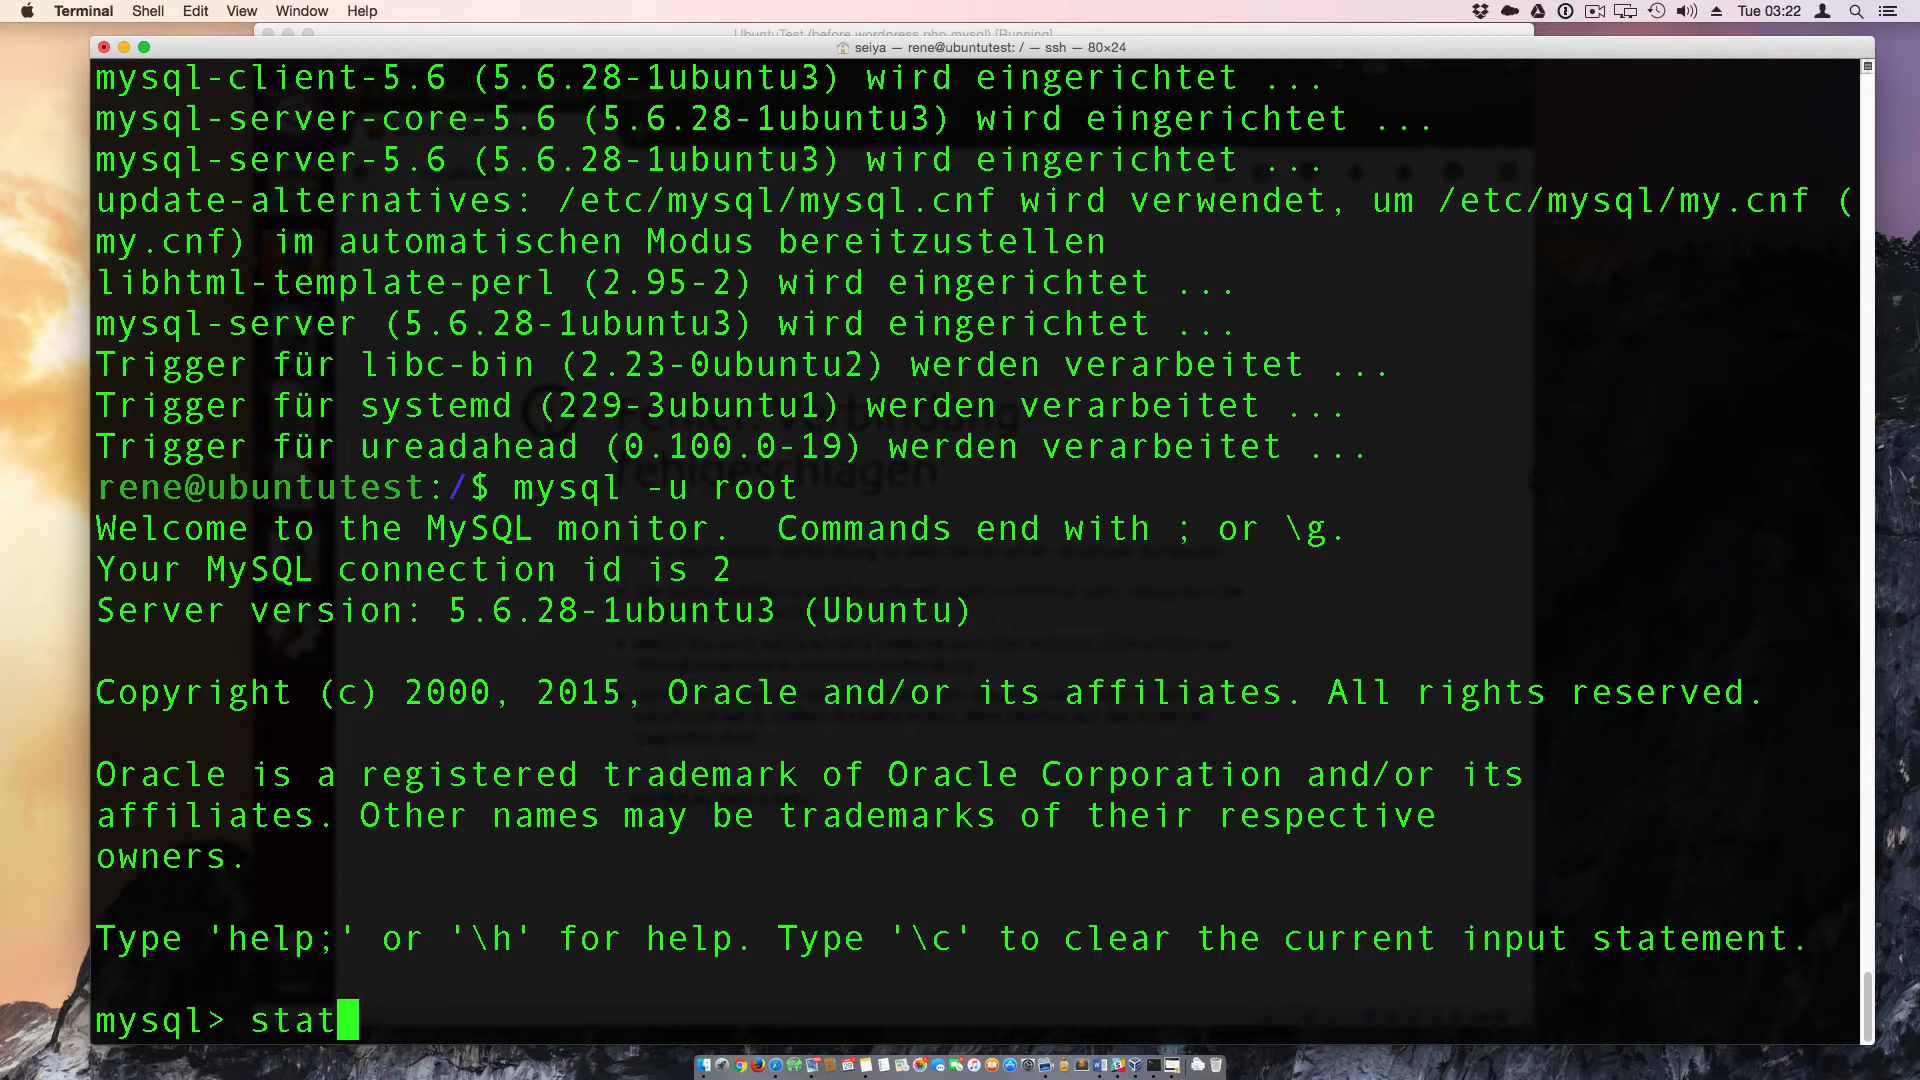 Terminal Shell Edit View Window Help Tue 03:22
UbuntuTest (before wordpress php mysql) [Running]
seiya — rene@ubuntutest: / — ssh — 80×24
mysql-client-5.6 (5.6.28-1ubuntu3) wird eingerichtet ...
mysql-server-core-5.6 (5.6.28-1ubuntu3) wird eingerichtet ...
mysql-server-5.6 (5.6.28-1ubuntu3) wird eingerichtet ...
update-alternatives: /etc/mysql/mysql.cnf wird verwendet, um /etc/mysql/my.cnf (
my.cnf) im automatischen Modus bereitzustellen
libhtml-template-perl (2.95-2) wird eingerichtet ...
mysql-server (5.6.28-1ubuntu3) wird eingerichtet ...
Trigger für libc-bin (2.23-0ubuntu2) werden verarbeitet ...
Trigger für systemd (229-3ubuntu1) werden verarbeitet ...
Trigger für ureadahead (0.100.0-19) werden verarbeitet ...
rene@ubuntutest:/$ mysql -u root
Welcome to the MySQL monitor.  Commands end with ; or \g.
Your MySQL connection id is 2
Server version: 5.6.28-1ubuntu3 (Ubuntu)
Copyright (c) 2000, 2015, Oracle and/or its affiliates. All rights reserved.
Oracle is a registered trademark of Oracle Corporation and/or its
affiliates. Other names may be trademarks of their respective
owners.
Type 'help;' or '\h' for help. Type '\c' to clear the current input statement.
mysql> stat